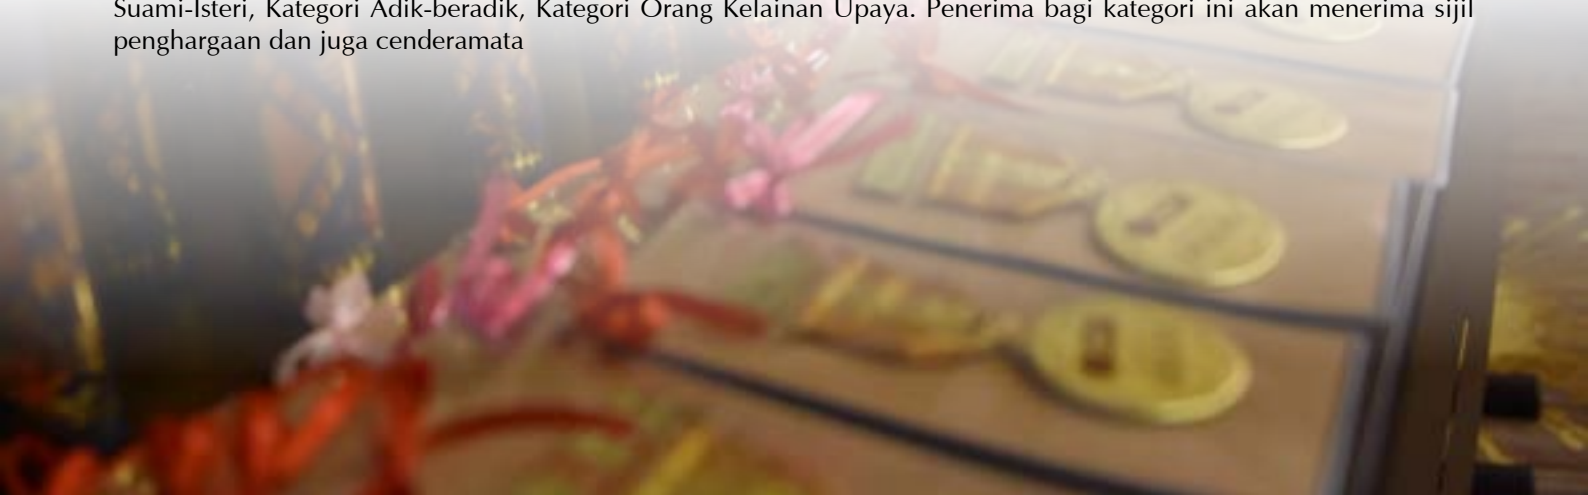 Suami-Isteri, Kategori Adik-beradik, Kategori Orang Kelainan Upaya. Penerima bagi kategori ini akan menerima sijil
penghargaan dan juga cenderamata